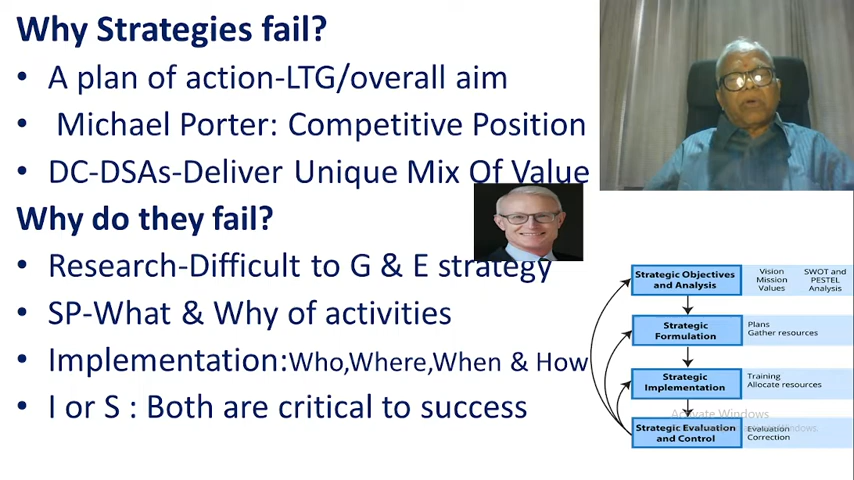 Why Strategies fail?
• A plan of action-LTG/overall aim
• Michael Porter: Competitive Position
• DC-DSAs-Deliver Unique Mix Of Value
Why do they fail?
• Research-Difficult to G & E strategy
• SP-What & Why of activities
• Implementation:Who,Where,When & How
• I or S : Both are critical to success
Strategic Objectives
and Analysis
Vision
Mission
Values
SWOT and
PESTEL
Analysis
Strategic
Formulation
Plans
Gather resources
Strategic
Implementation
Training
Allocate resources
Activate Windows
Strategic Evaluation
and Control
Evaluation
Correction